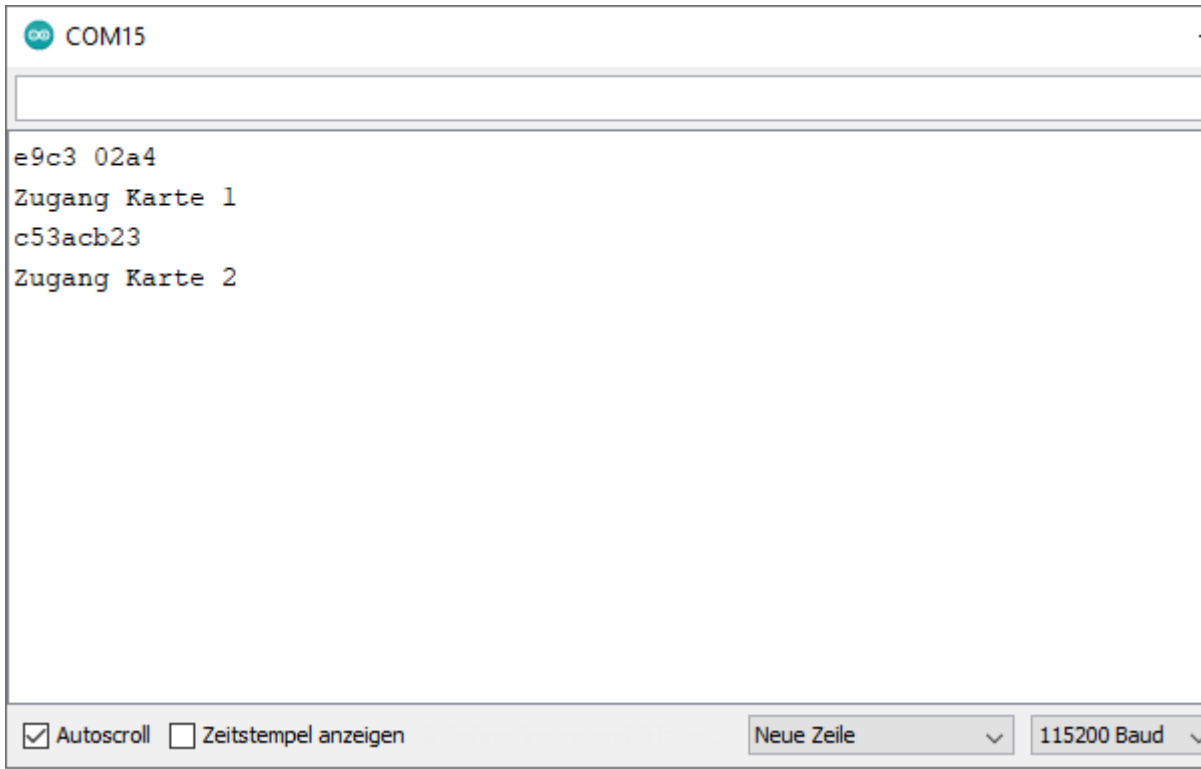 COM15
e9c3 02a4
Zugang Karte 1
c53acb23
Zugang Karte 2
Autoscroll Zeitstempel anzeigen Neue Zeile 115200 Baud